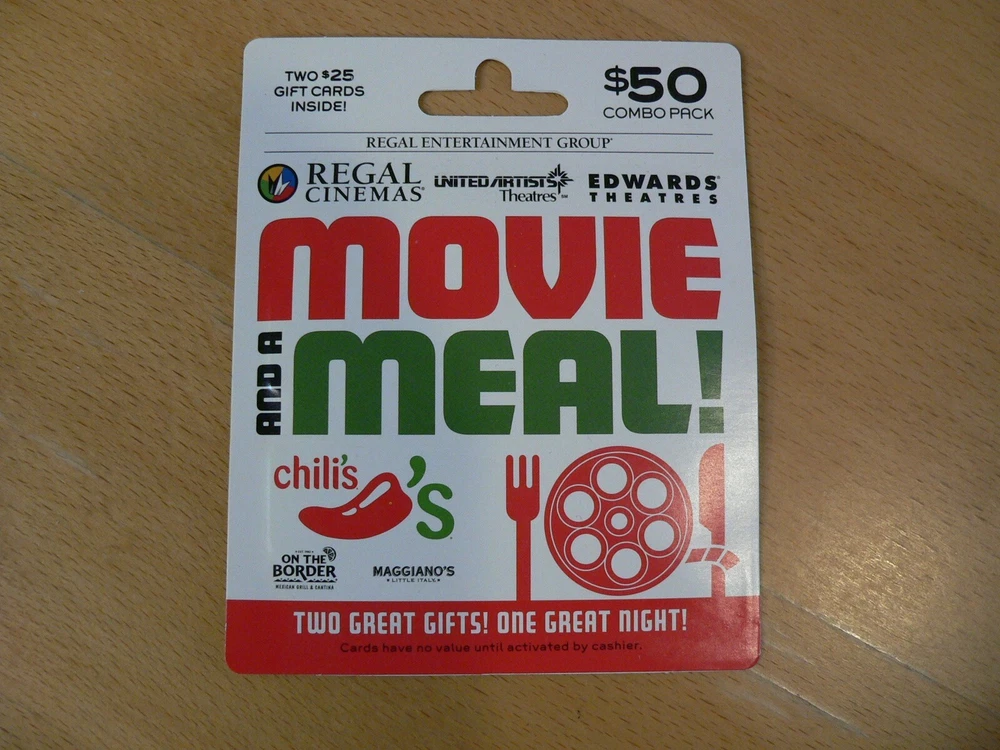 TWO $25
GIFT CARDS
INSIDE!
$50
COMBO PACK
REGAL ENTERTAINMENT GROUP
REGAL
CINEMAS
UNITED ARTISTS
Theatres SM
EDWARDS
THEATRES
MOVIE
AND A
MEAL!
chili's
's
ON THE
BORDER
MEXICAN GRILL & CANTINA
MAGGIANO'S
• LITTLE ITALY •
TWO GREAT GIFTS! ONE GREAT NIGHT!
Cards have no value until activated by cashier.